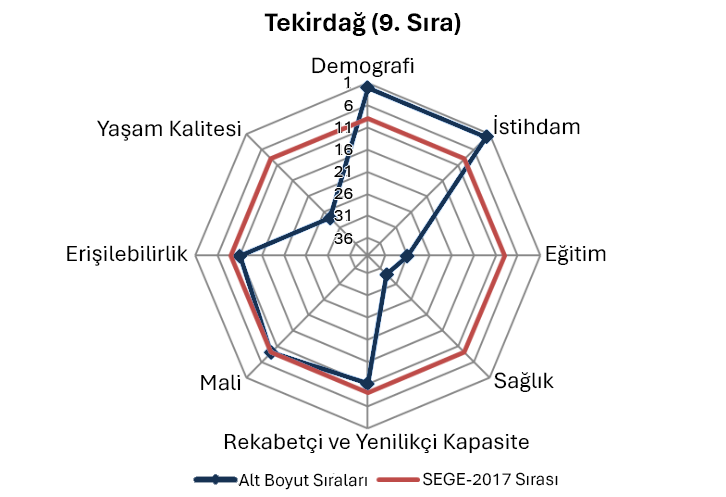 Tekirdağ (9. Sıra)
Demografi
1
6
11
16
21
26
31
36
İstihdam
Eğitim
Sağlık
Rekabetçi ve Yenilikçi Kapasite
Mali
Erişilebilirlik
Yaşam Kalitesi
Alt Boyut Sıraları
SEGE-2017 Sırası